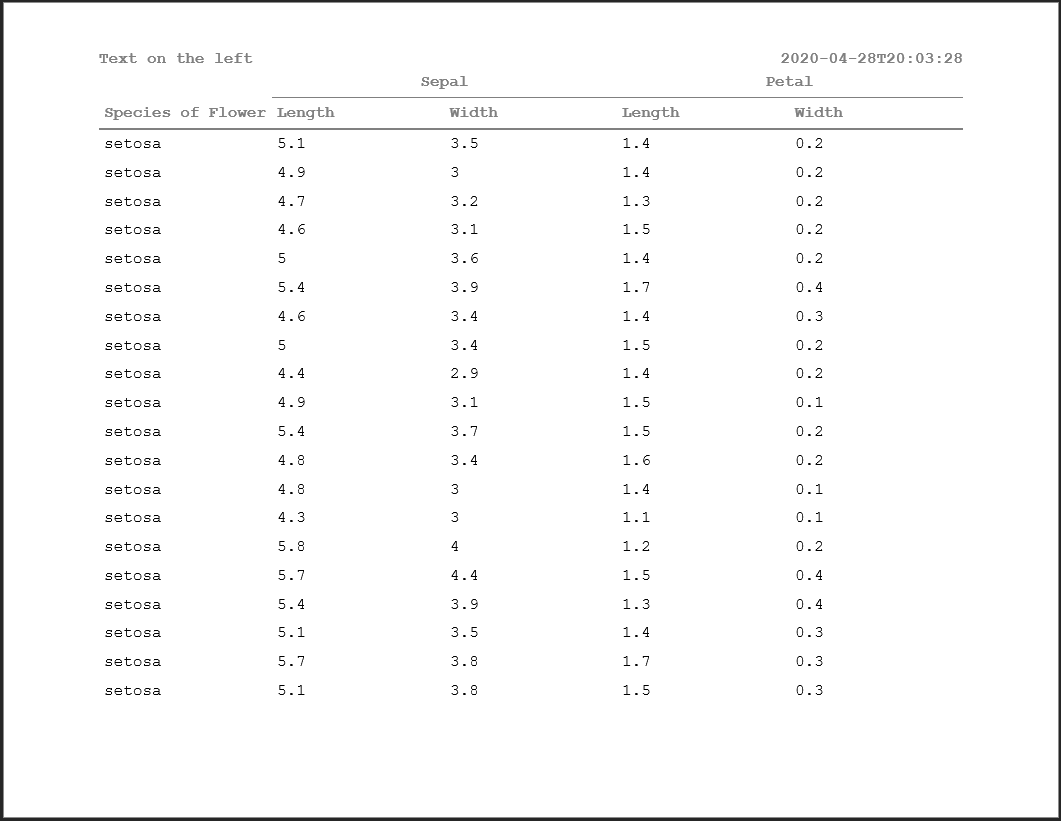 Text on the left 2020-04-28T20:03:28
Sepal Petal
Species of Flower Length Width Length Width
setosa 5.1 3.5 1.4 0.2
setosa 4.9 3 1.4 0.2
setosa 4.7 3.2 1.3 0.2
setosa 4.6 3.1 1.5 0.2
setosa 5 3.6 1.4 0.2
setosa 5.4 3.9 1.7 0.4
setosa 4.6 3.4 1.4 0.3
setosa 5 3.4 1.5 0.2
setosa 4.4 2.9 1.4 0.2
setosa 4.9 3.1 1.5 0.1
setosa 5.4 3.7 1.5 0.2
setosa 4.8 3.4 1.6 0.2
setosa 4.8 3 1.4 0.1
setosa 4.3 3 1.1 0.1
setosa 5.8 4 1.2 0.2
setosa 5.7 4.4 1.5 0.4
setosa 5.4 3.9 1.3 0.4
setosa 5.1 3.5 1.4 0.3
setosa 5.7 3.8 1.7 0.3
setosa 5.1 3.8 1.5 0.3